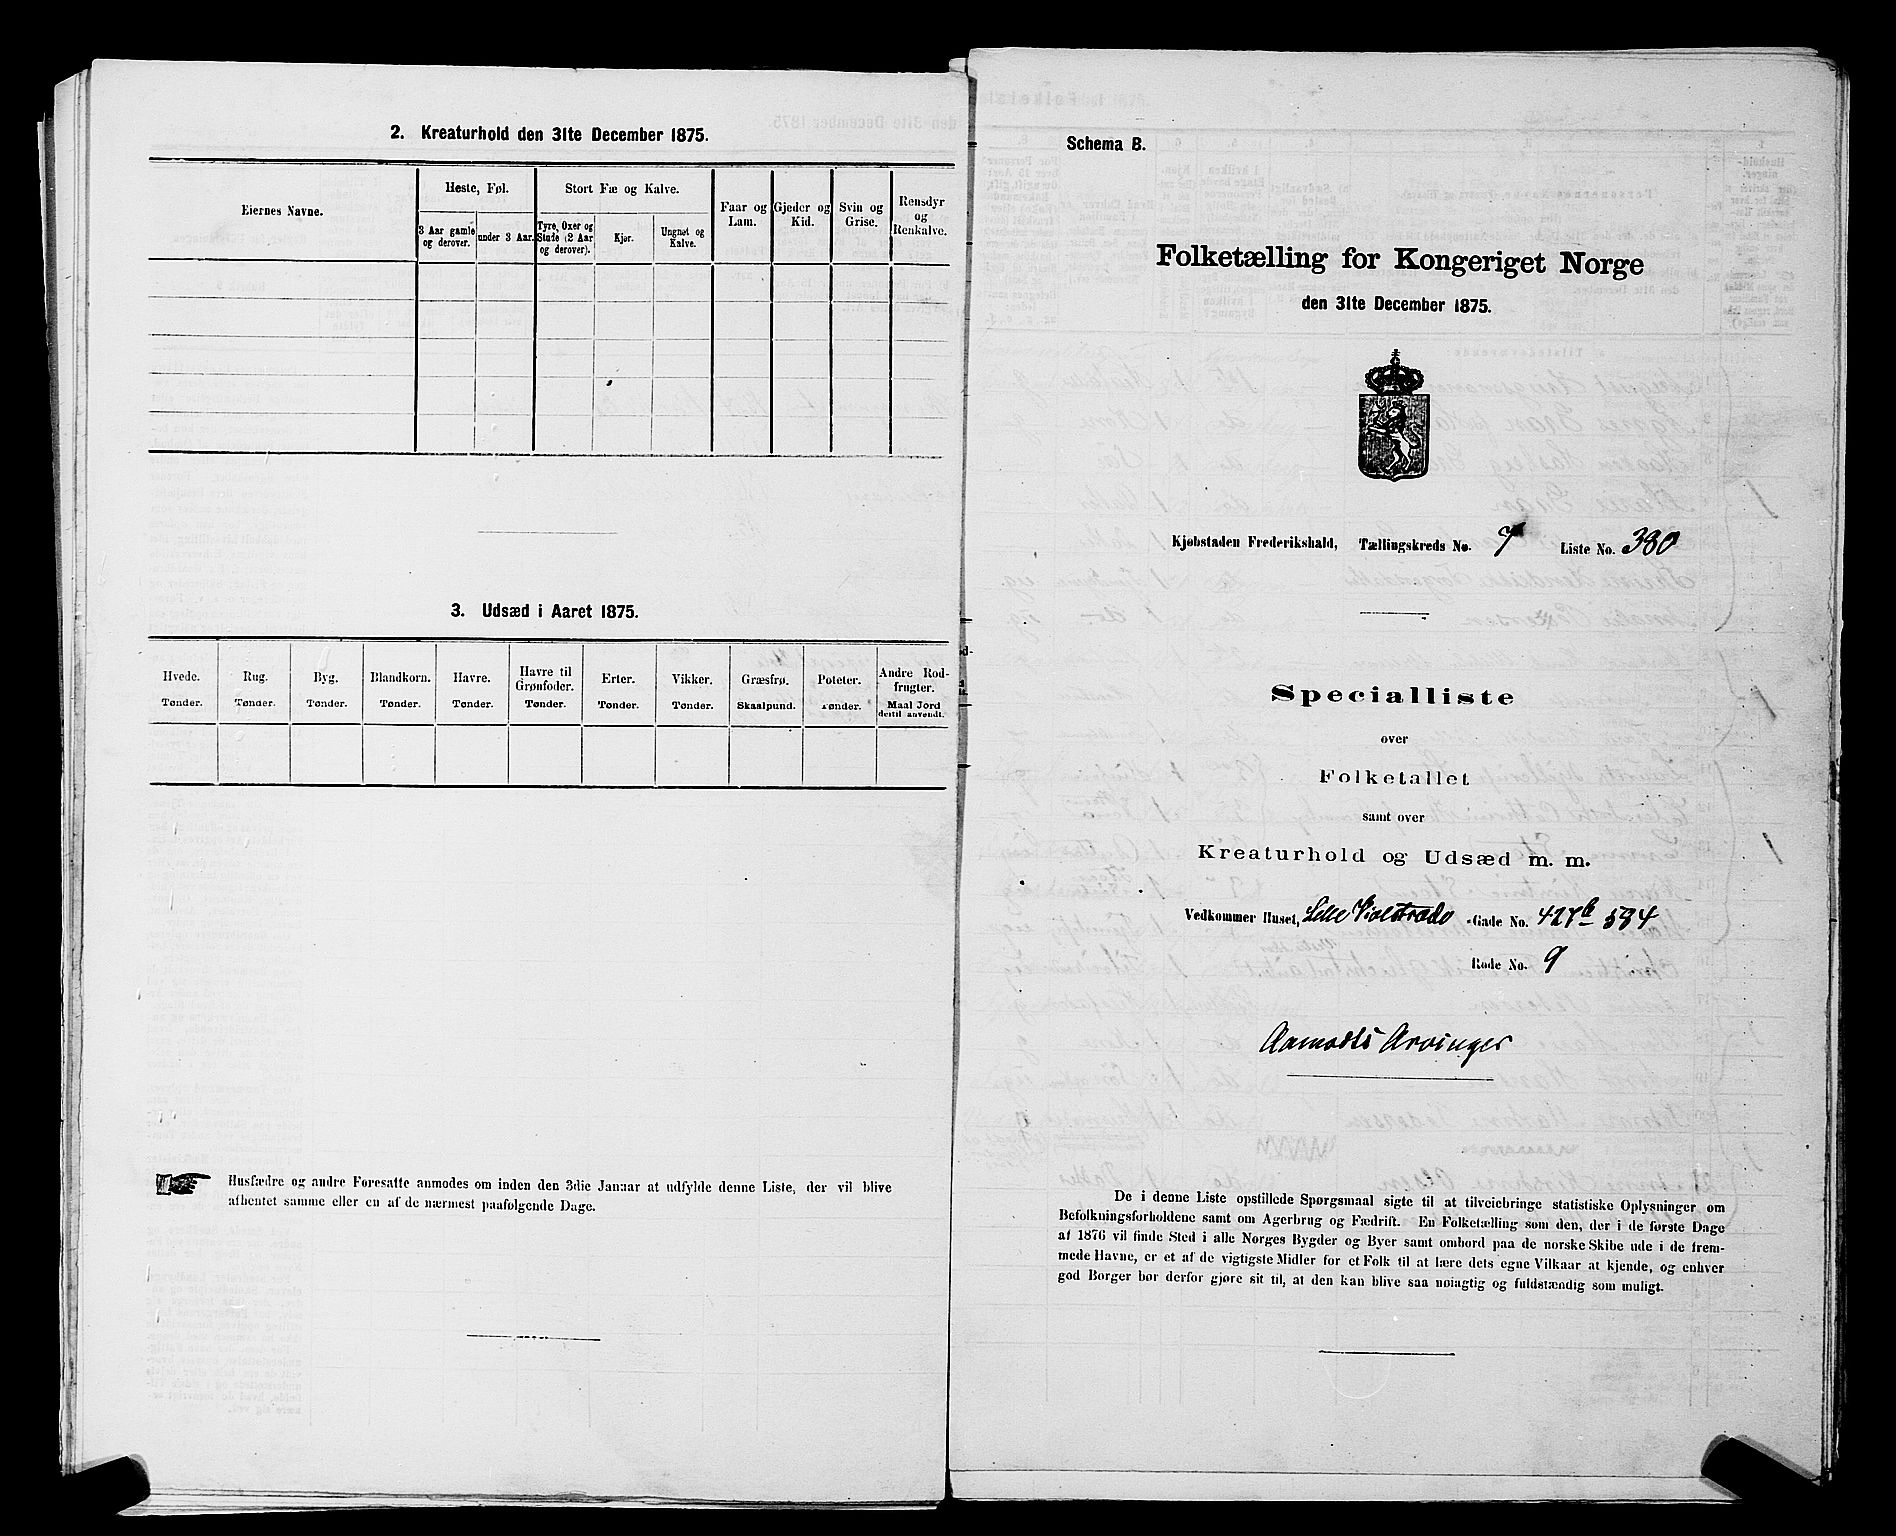 2. Kreaturhold den 31te December 1875.
Eiernes Navne.
Heste, Føl.
3 Aar gamle og derover.
under 3 Aar.
Stort Fæ og Kalve.
Tyre, Oxer og Stude (2 Aar og derover).
Kjør.
Ungnøt og Kalve.
Faar og Lam.
Gjeder og Kid.
Svin og Grise.
Rensdyr og Renkalve.
3. Udsæd i Aaret 1875.
Hvede. Rug. Byg. Blandkorn. Havre. Havre til Grønfoder. Erter. Vikker. Græsfrø. Poteter. Andre Rodfrugter.
Tønder. Tønder. Tønder. Tønder. Tønder. Tønder. Tønder. Tønder. Skaalpund. Tønder. Maal Jord dertil anvendt.
Husfædre og andre Foresatte anmodes om inden den 3die Januar at udfylde denne Liste, der vil blive
afhentet samme eller en af de nærmest paafølgende Dage.
Schema B.
Folketælling for Kongeriget Norge
den 31te December 1875.
Kjøbstaden Frederikshald, Tællingskreds No. 7 Liste No. 380
Specialliste
over
Folketallet
samt over
Kreaturhold og Udsæd m. m.
Vedkommer Huset, Lille Violstræde -Gade No. 427b 534
Rode No. 9
Aamodts Arvinger
De i denne Liste opstillede Spørgsmaal sigte til at tilveiebringe statistiske Oplysninger om
Befolkningsforholdene samt om Agerbrug og Fædrift. En Folketælling som den, der i de første Dage
af 1876 vil finde Sted i alle Norges Bygder og Byer samt ombord paa de norske Skibe ude i de frem-
mede Havne, er et af de vigtigste Midler for et Folk til at lære dets egne Vilkaar at kjende, og enhver
god Borger bør derfor gjøre sit til, at den kan blive saa nøiagtig og fuldstændig som muligt.